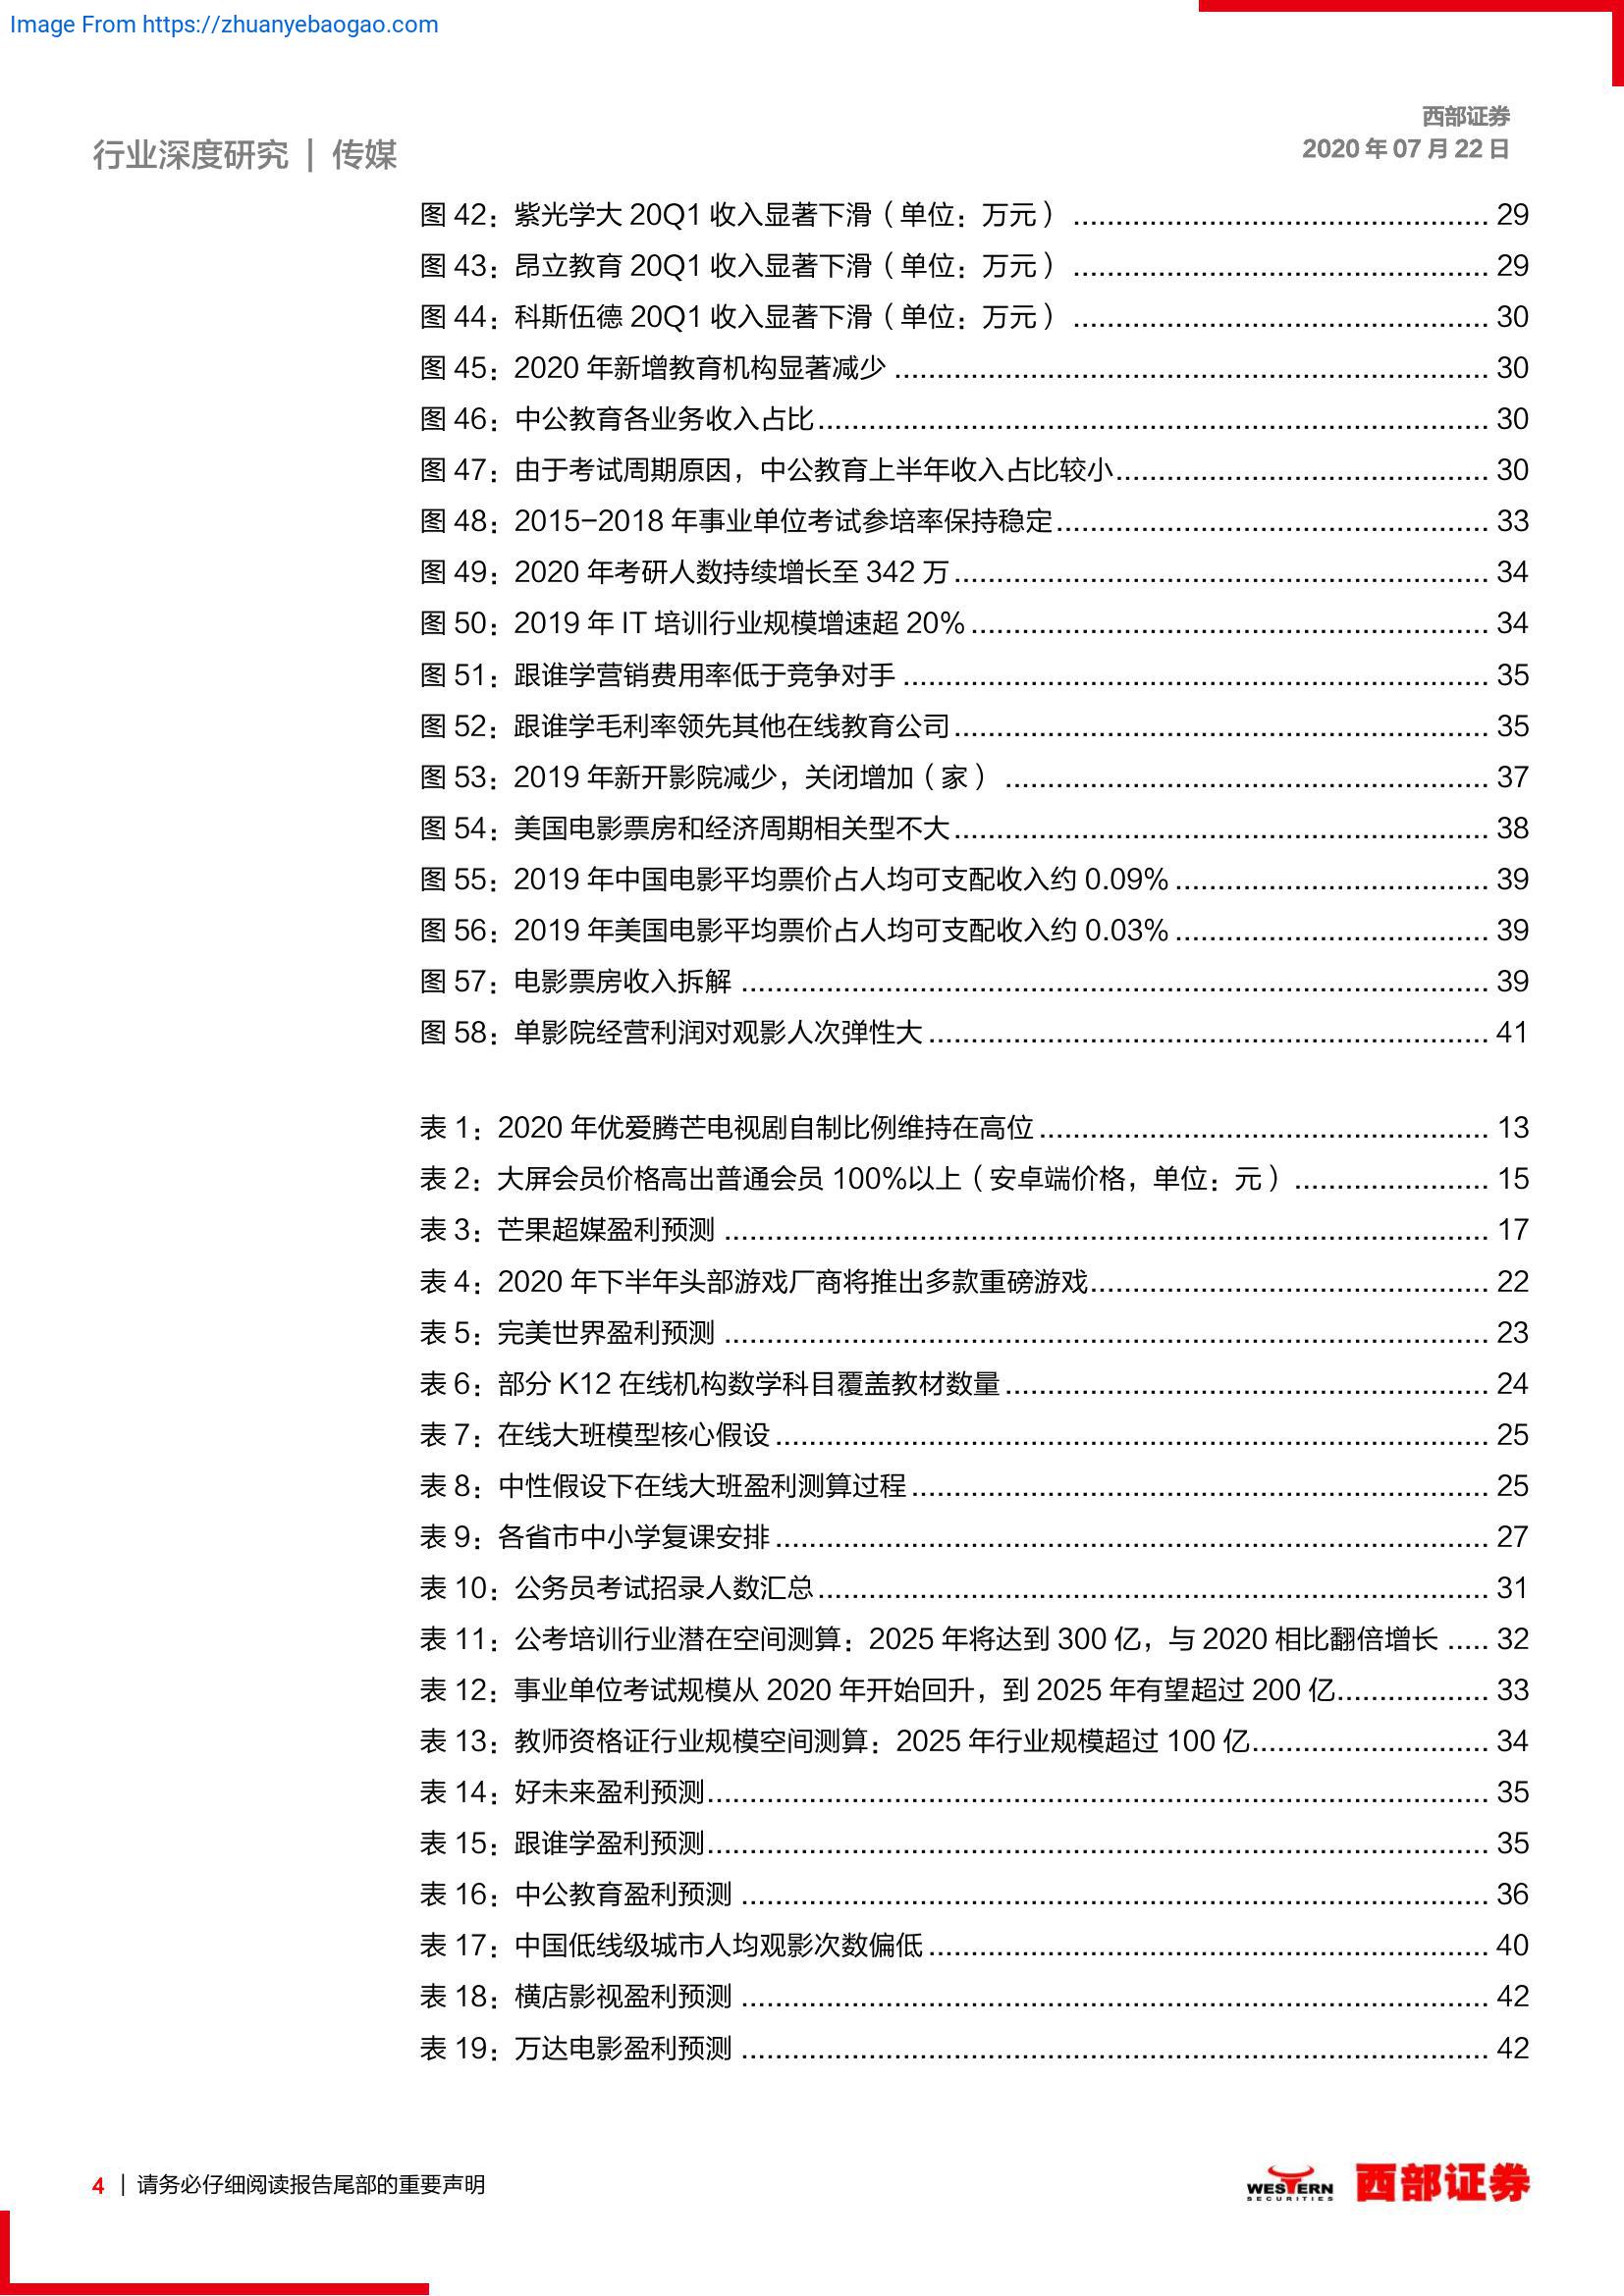 Image From https://zhuanyebaogao.com
西部证券
行业深度研究 | 传媒
2020 年 07 月 22 日
图 42：紫光学大 20Q1 收入显著下滑（单位：万元） ................................................ 29
图 43：昂立教育 20Q1 收入显著下滑（单位：万元） ................................................ 29
图 44：科斯伍德 20Q1 收入显著下滑（单位：万元） ................................................ 30
图 45：2020 年新增教育机构显著减少 ..................................................................... 30
图 46：中公教育各业务收入占比.............................................................................. 30
图 47：由于考试周期原因，中公教育上半年收入占比较小........................................... 30
图 48：2015-2018 年事业单位考试参培率保持稳定.................................................. 33
图 49：2020 年考研人数持续增长至 342 万.............................................................. 34
图 50：2019 年 IT 培训行业规模增速超 20%............................................................ 34
图 51：跟谁学营销费用率低于竞争对手 .................................................................... 35
图 52：跟谁学毛利率领先其他在线教育公司.............................................................. 35
图 53：2019 年新开影院减少，关闭增加（家） ........................................................ 37
图 54：美国电影票房和经济周期相关型不大.............................................................. 38
图 55：2019 年中国电影平均票价占人均可支配收入约 0.09%.................................... 39
图 56：2019 年美国电影平均票价占人均可支配收入约 0.03%.................................... 39
图 57：电影票房收入拆解 ....................................................................................... 39
图 58：单影院经营利润对观影人次弹性大................................................................. 41
表 1：2020 年优爱腾芒电视剧自制比例维持在高位.................................................... 13
表 2：大屏会员价格高出普通会员 100%以上（安卓端价格，单位：元）....................... 15
表 3：芒果超媒盈利预测 ......................................................................................... 17
表 4：2020 年下半年头部游戏厂商将推出多款重磅游戏.............................................. 22
表 5：完美世界盈利预测 ......................................................................................... 23
表 6：部分 K12 在线机构数学科目覆盖教材数量........................................................ 24
表 7：在线大班模型核心假设................................................................................... 25
表 8：中性假设下在线大班盈利测算过程................................................................... 25
表 9：各省市中小学复课安排................................................................................... 27
表 10：公务员考试招录人数汇总.............................................................................. 31
表 11：公考培训行业潜在空间测算：2025 年将达到 300 亿，与 2020 相比翻倍增长 ..... 32
表 12：事业单位考试规模从 2020 年开始回升，到 2025 年有望超过 200 亿.................. 33
表 13：教师资格证行业规模空间测算：2025 年行业规模超过 100 亿............................ 34
表 14：好未来盈利预测........................................................................................... 35
表 15：跟谁学盈利预测........................................................................................... 35
表 16：中公教育盈利预测 ....................................................................................... 36
表 17：中国低线级城市人均观影次数偏低................................................................. 40
表 18：横店影视盈利预测 ....................................................................................... 42
表 19：万达电影盈利预测 ....................................................................................... 42
4 | 请务必仔细阅读报告尾部的重要声明
WESTERN
SECURITIES
西部证券